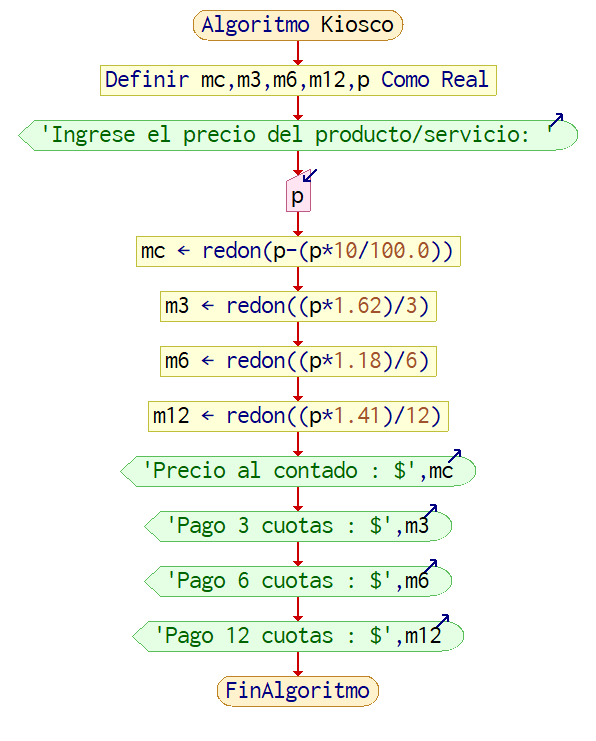 Algoritmo Kiosco
Definir mc,m3,m6,m12,p Como Real
'Ingrese el precio del producto/servicio: '
p
mc ← redon(p-(p*10/100.0))
m3 ← redon((p*1.62)/3)
m6 ← redon((p*1.18)/6)
m12 ← redon((p*1.41)/12)
'Precio al contado : $',mc
'Pago 3 cuotas : $',m3
'Pago 6 cuotas : $',m6
'Pago 12 cuotas : $',m12
FinAlgoritmo